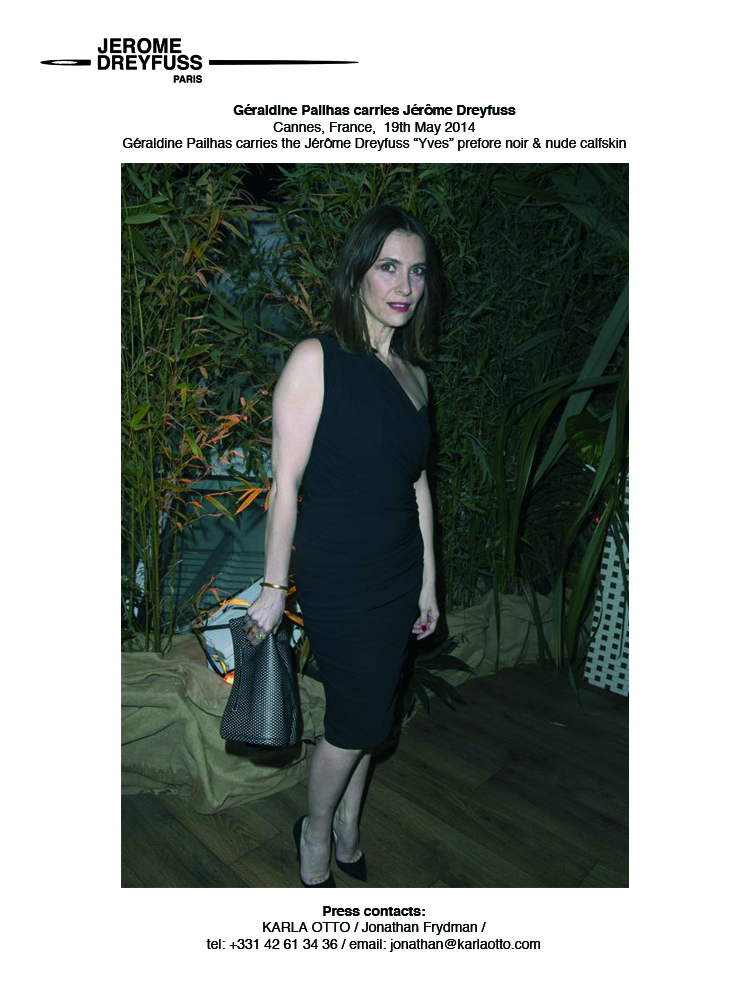 JEROME
DREYFUSS
PARIS
Géraldine Pailhas carries Jérôme Dreyfuss
Cannes, France,  19th May 2014
Géraldine Pailhas carries the Jérôme Dreyfuss “Yves” prefore noir & nude calfskin
Press contacts:
KARLA OTTO / Jonathan Frydman /
tel: +331 42 61 34 36 / email: jonathan@karlaotto.com